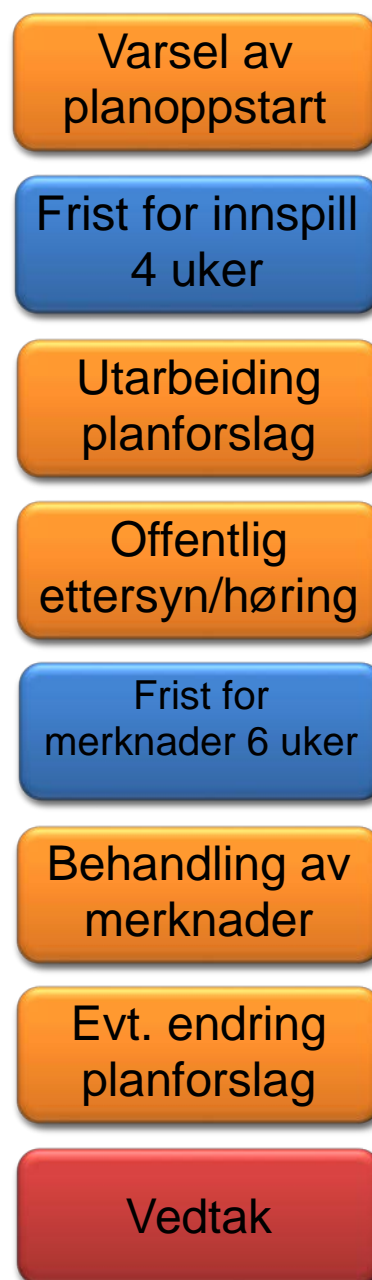 Varsel av
planoppstart
Frist for innspill
4 uker
Utarbeiding
planforslag
Offentlig
ettersyn/høring
Frist for
merknader 6 uker
Behandling av
merknader
Evt. endring
planforslag
Vedtak